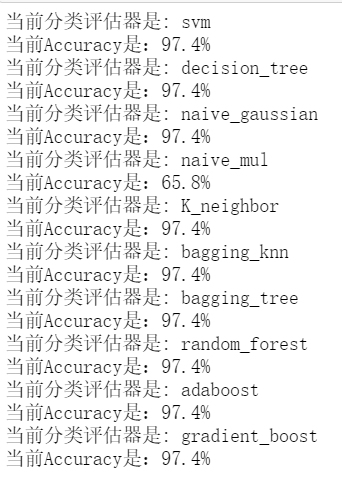 当前分类评估器是: svm
当前Accuracy是: 97.4%
当前分类评估器是: decision_tree
当前Accuracy是: 97.4%
当前分类评估器是: naive_gaussian
当前Accuracy是: 97.4%
当前分类评估器是: naive_mul
当前Accuracy是: 65.8%
当前分类评估器是: K_neighbor
当前Accuracy是: 97.4%
当前分类评估器是: bagging_knn
当前Accuracy是: 97.4%
当前分类评估器是: bagging_tree
当前Accuracy是: 97.4%
当前分类评估器是: random_forest
当前Accuracy是: 97.4%
当前分类评估器是: adaboost
当前Accuracy是: 97.4%
当前分类评估器是: gradient_boost
当前Accuracy是: 97.4%